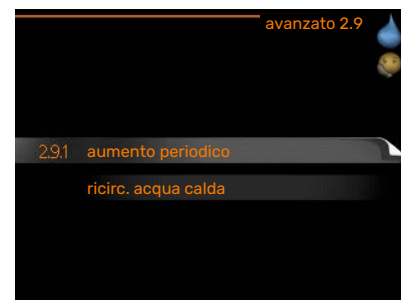 avanzato 2.9
2.9.1 aumento periodico
ricirc. acqua calda